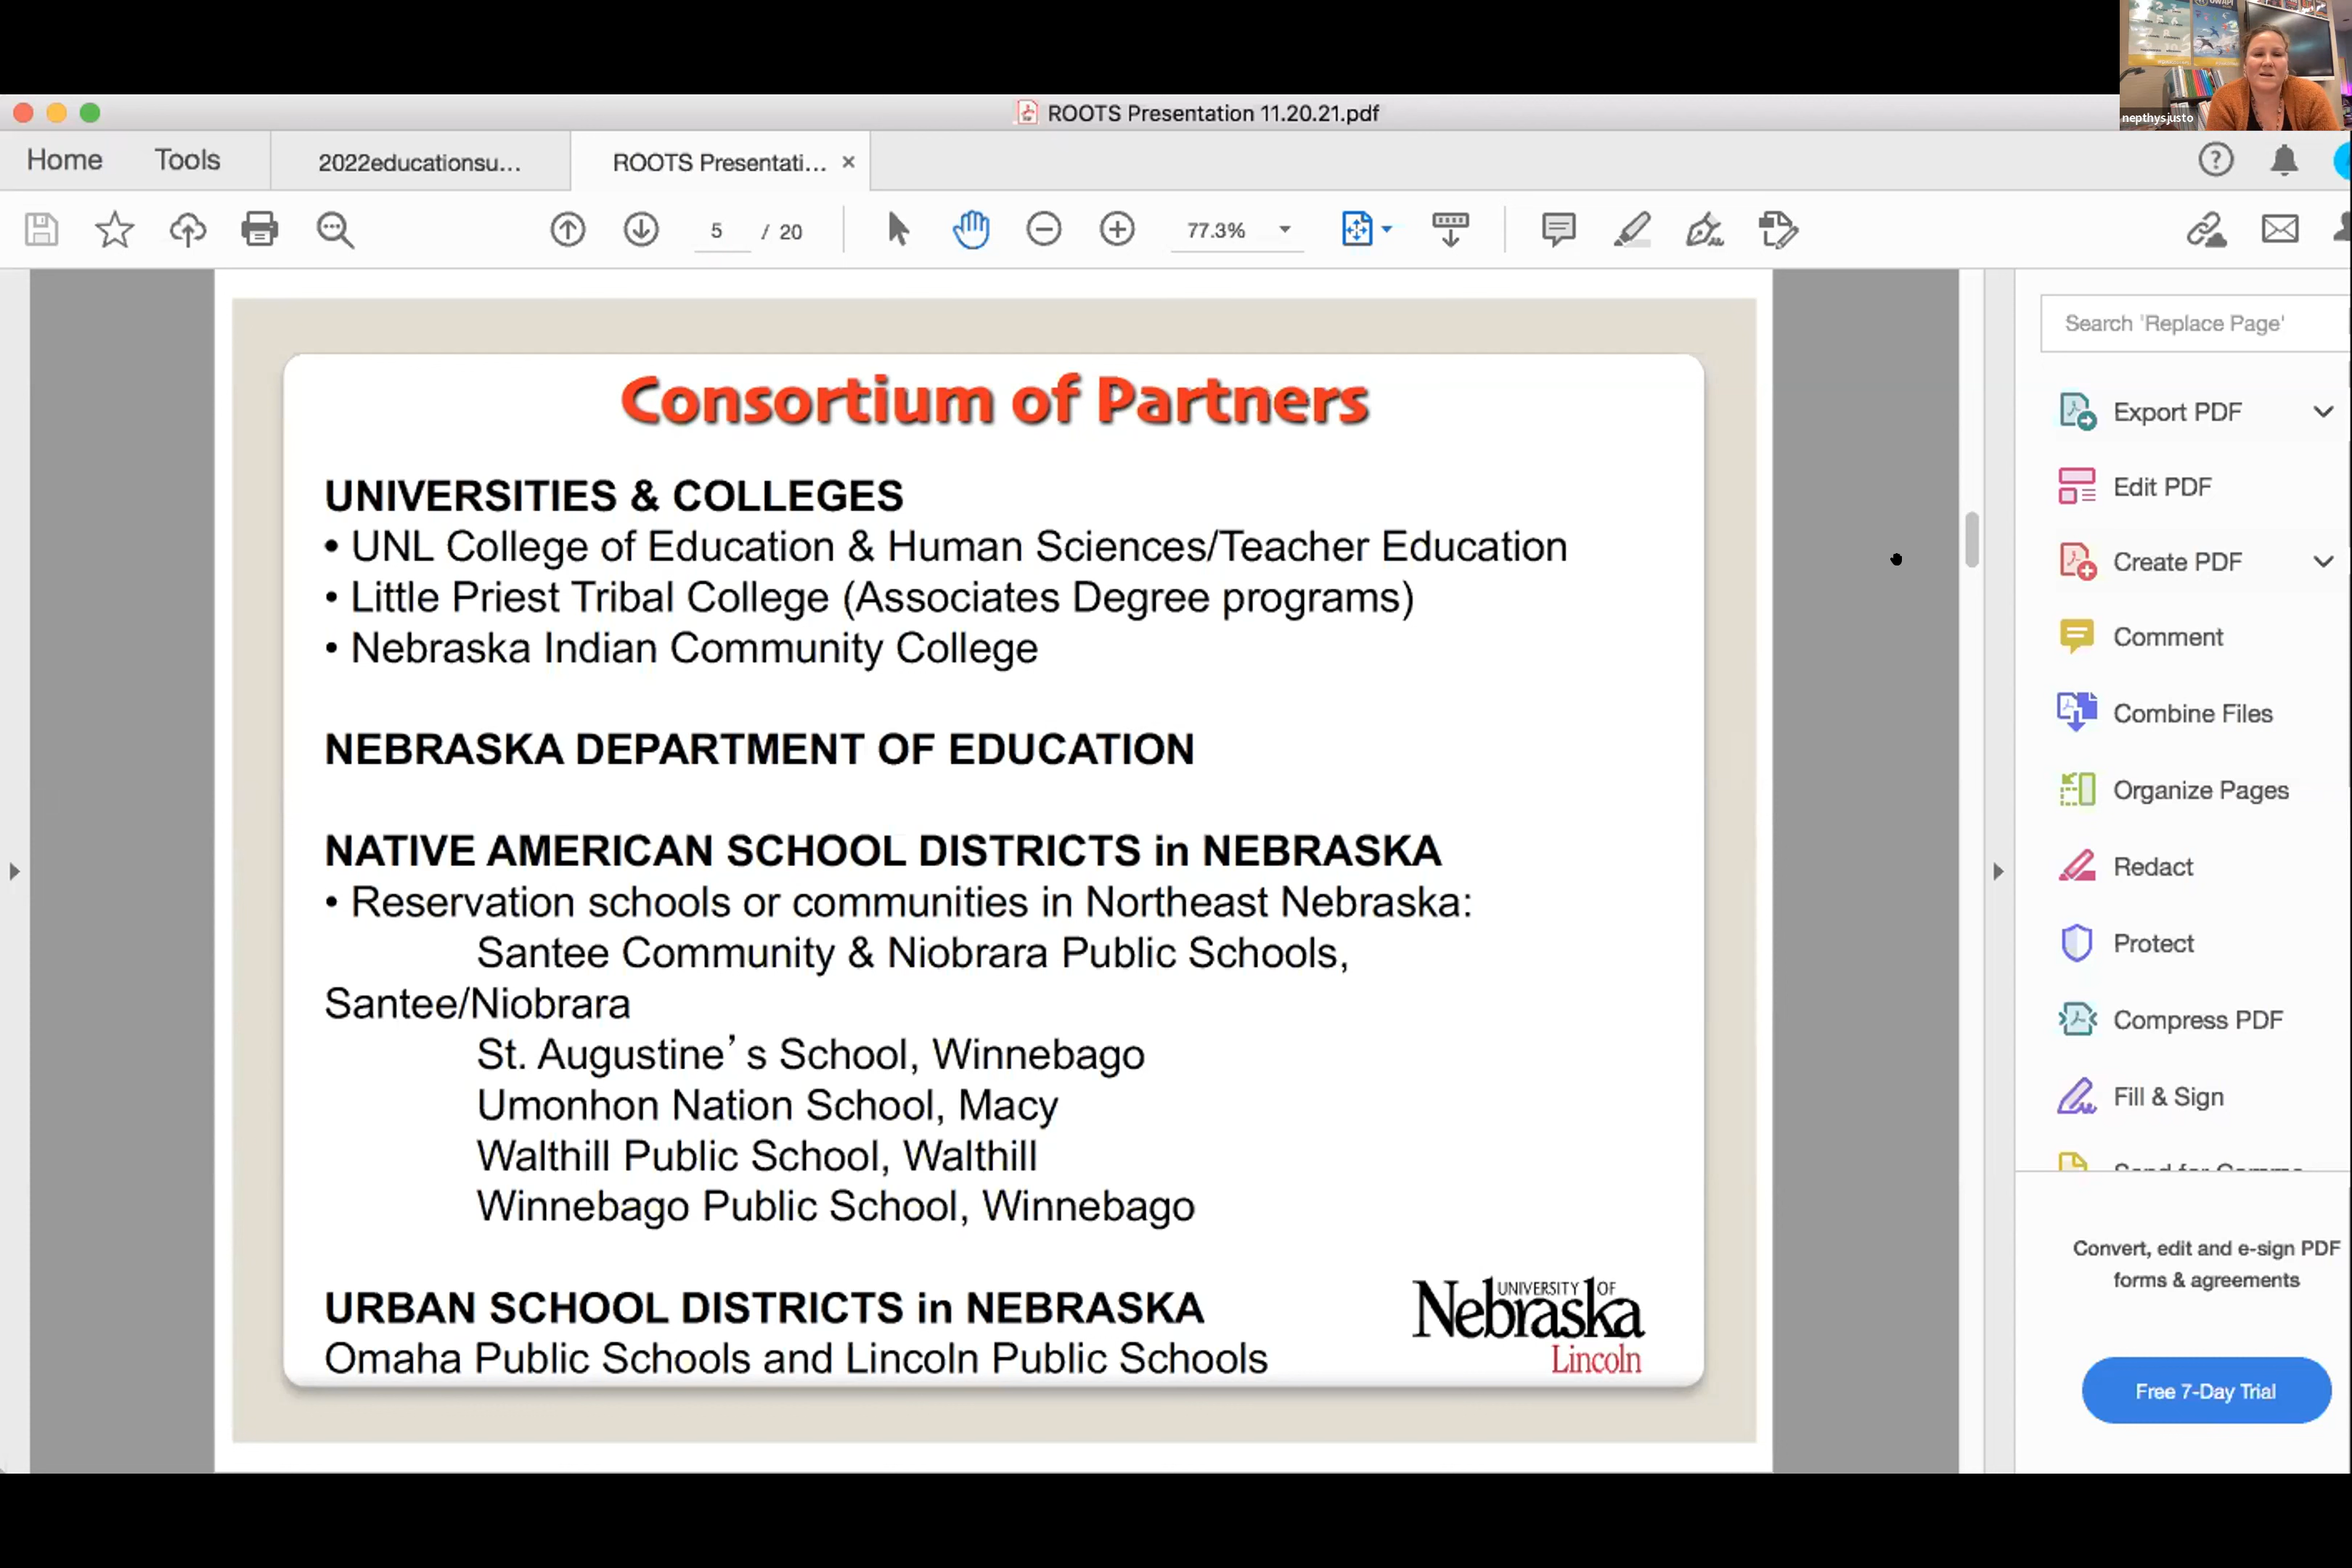 nepthysjusto
ROOTS Presentation 11.20.21.pdf
Home Tools 2022educationsu... ROOTS Presentati... ×
5 / 20 77.3%
Search 'Replace Page'
Export PDF
Edit PDF
Create PDF
Comment
Combine Files
Organize Pages
Redact
Protect
Compress PDF
Fill & Sign
Convert, edit and e-sign PDF
forms & agreements
Free 7-Day Trial
Consortium of Partners
UNIVERSITIES & COLLEGES
• UNL College of Education & Human Sciences/Teacher Education
• Little Priest Tribal College (Associates Degree programs)
• Nebraska Indian Community College
NEBRASKA DEPARTMENT OF EDUCATION
NATIVE AMERICAN SCHOOL DISTRICTS in NEBRASKA
• Reservation schools or communities in Northeast Nebraska:
Santee Community & Niobrara Public Schools,
Santee/Niobrara
St. Augustine’s School, Winnebago
Umonhon Nation School, Macy
Walthill Public School, Walthill
Winnebago Public School, Winnebago
URBAN SCHOOL DISTRICTS in NEBRASKA
Omaha Public Schools and Lincoln Public Schools
UNIVERSITY OF
Nebraska
Lincoln